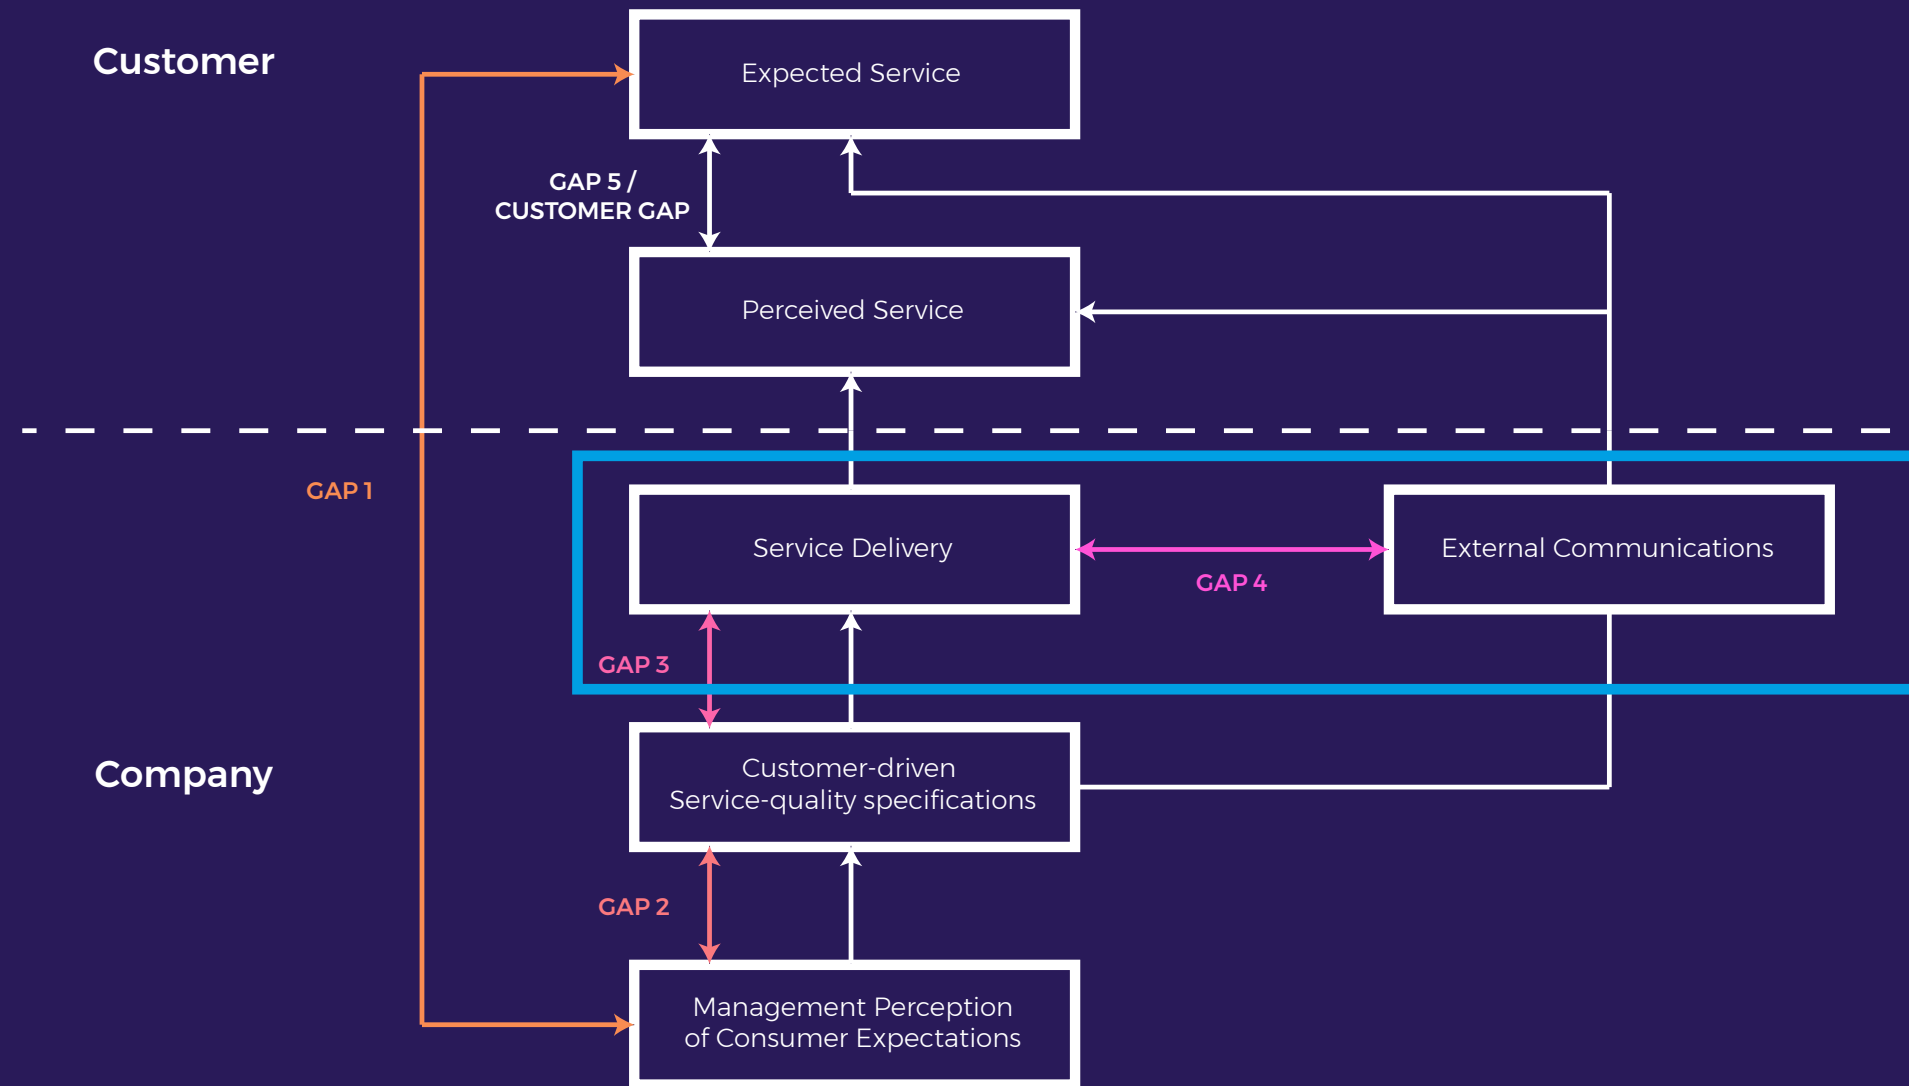 Customer
Expected Service
GAP 5 /
CUSTOMER GAP
Perceived Service
GAP 1
Service Delivery
GAP 4
External Communications
GAP 3
Company
Customer-driven
Service-quality specifications
GAP 2
Management Perception
of Consumer Expectations